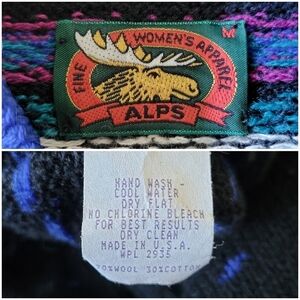 FINE WOMEN'S APPAREL
M
ALPS
HAND WASH -
COOL WATER
DRY FLAT
NO CHLORINE BLEACH
FOR BEST RESULTS
DRY CLEAN
MADE IN U.S.A.
WPL 2935
70%WOOL 30%COTTON